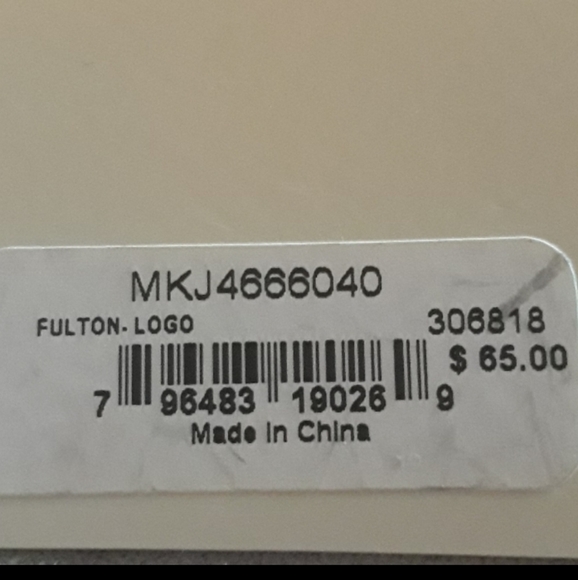 MKJ4666040
FULTON-LOGO 306818
$ 65.00
7 96483 19026 9
Made in China